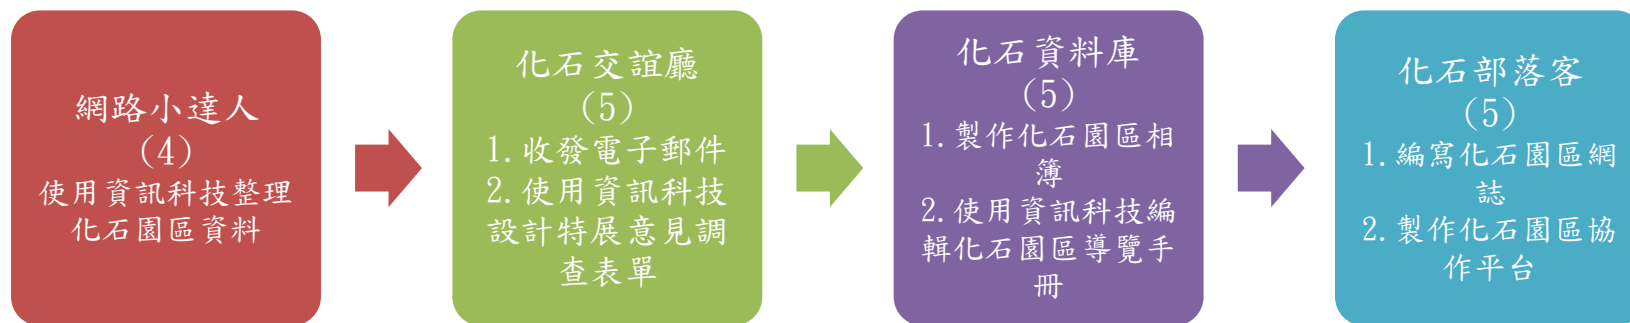 網路小達人
(4)
使用資訊科技整理
化石園區資料
化石交誼廳
(5)
1.收發電子郵件
2.使用資訊科技
設計特展意見調
查表單
化石資料庫
(5)
1.製作化石園區相
簿
2.使用資訊科技編
輯化石園區導覽手
冊
化石部落客
(5)
1.編寫化石園區網
誌
2.製作化石園區協
作平台